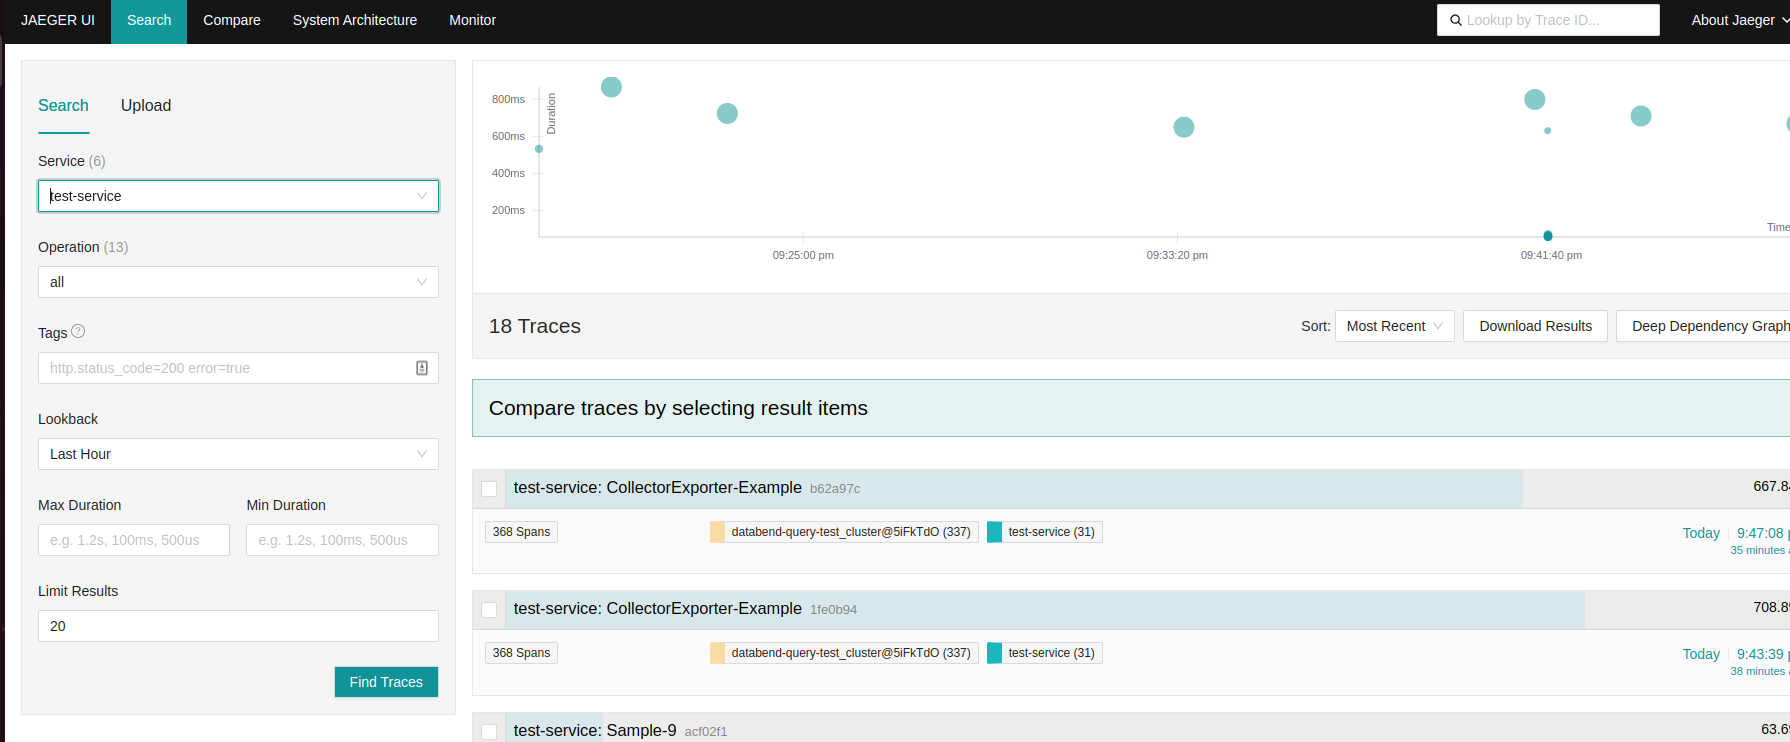 JAEGER UI Search Compare System Architecture Monitor Lookup by Trace ID... About Jaeger
Search Upload
Service (6)
test-service
Operation (13)
all
Tags ?
http.status_code=200 error=true
Lookback
Last Hour
Max Duration Min Duration
e.g. 1.2s, 100ms, 500us e.g. 1.2s, 100ms, 500us
Limit Results
20
Find Traces
Duration
800ms
600ms
400ms
200ms
Time
09:25:00 pm 09:33:20 pm 09:41:40 pm
18 Traces Sort: Most Recent Download Results Deep Dependency Graph
Compare traces by selecting result items
test-service: CollectorExporter-Example b62a97c
368 Spans databend-query-test_cluster@5iFkTdO (337) test-service (31) Today 9:47:08
35 minutes
test-service: CollectorExporter-Example 1fe0b94
368 Spans databend-query-test_cluster@5iFkTdO (337) test-service (31) Today 9:43:39
38 minutes
test-service: Sample-9 acf02f1